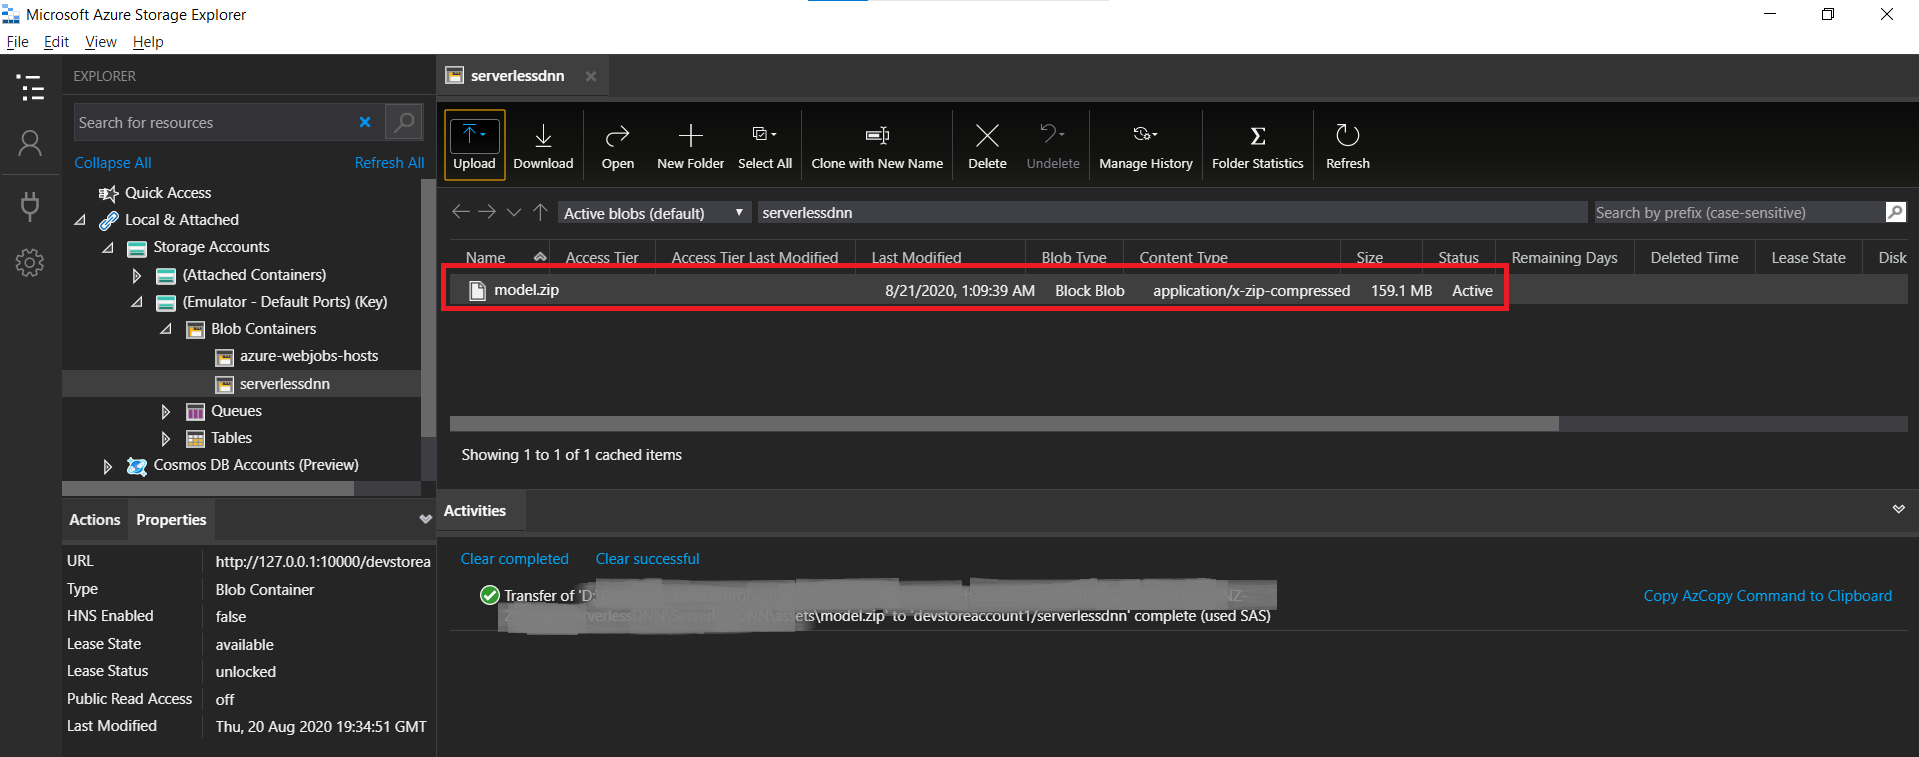 Microsoft Azure Storage Explorer
File Edit View Help
EXPLORER
Search for resources
Collapse All Refresh All
Quick Access
Local & Attached
Storage Accounts
(Attached Containers)
(Emulator - Default Ports) (Key)
Blob Containers
azure-webjobs-hosts
serverlessdnn
Queues
Tables
Cosmos DB Accounts (Preview)
Actions Properties
URL http://127.0.0.1:10000/devstorea
Type Blob Container
HNS Enabled false
Lease State available
Lease Status unlocked
Public Read Access off
Last Modified Thu, 20 Aug 2020 19:34:51 GMT
serverlessdnn
Upload Download Open New Folder Select All Clone with New Name Delete Undelete Manage History Folder Statistics Refresh
Active blobs (default) serverlessdnn Search by prefix (case-sensitive)
Name Access Tier Access Tier Last Modified Last Modified Blob Type Content Type Size Status Remaining Days Deleted Time Lease State Disk
model.zip 8/21/2020, 1:09:39 AM Block Blob application/x-zip-compressed 159.1 MB Active
Showing 1 to 1 of 1 cached items
Activities
Clear completed Clear successful
Transfer of 'D:
\model.zip' to 'devstoreaccount1/serverlessdnn' complete (used SAS)
Copy AzCopy Command to Clipboard